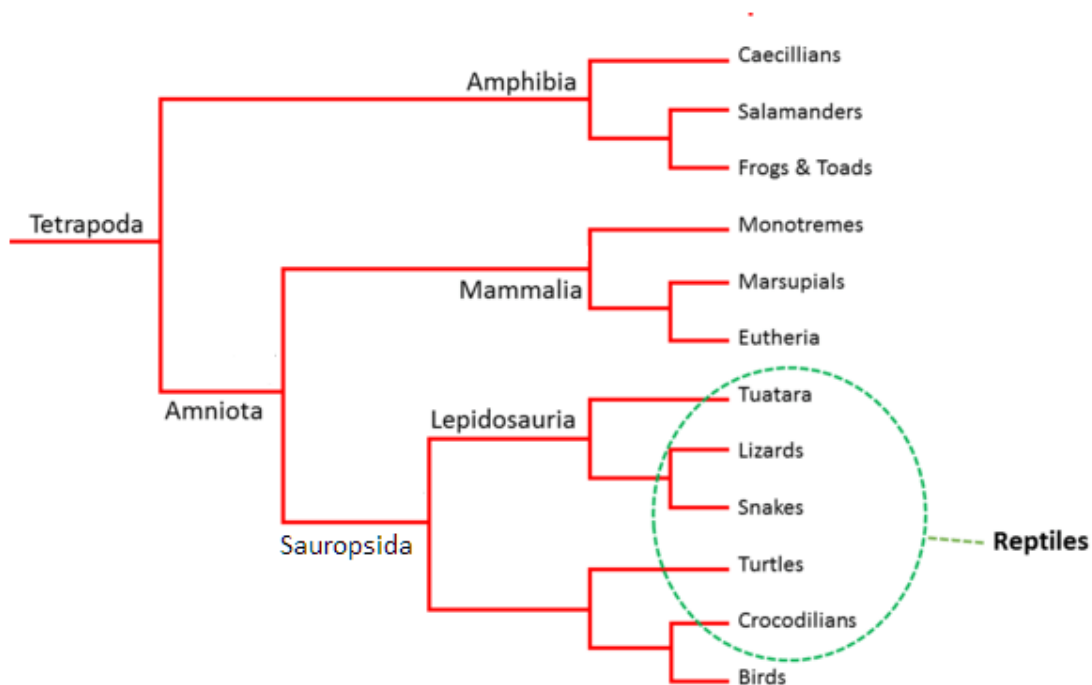 Caecillians
Amphibia
Salamanders
Frogs & Toads
Tetrapoda
Monotremes
Mammalia
Marsupials
Eutheria
Amniota
Tuatara
Lepidosauria
Lizards
Snakes
Sauropsida
Reptiles
Turtles
Crocodilians
Birds